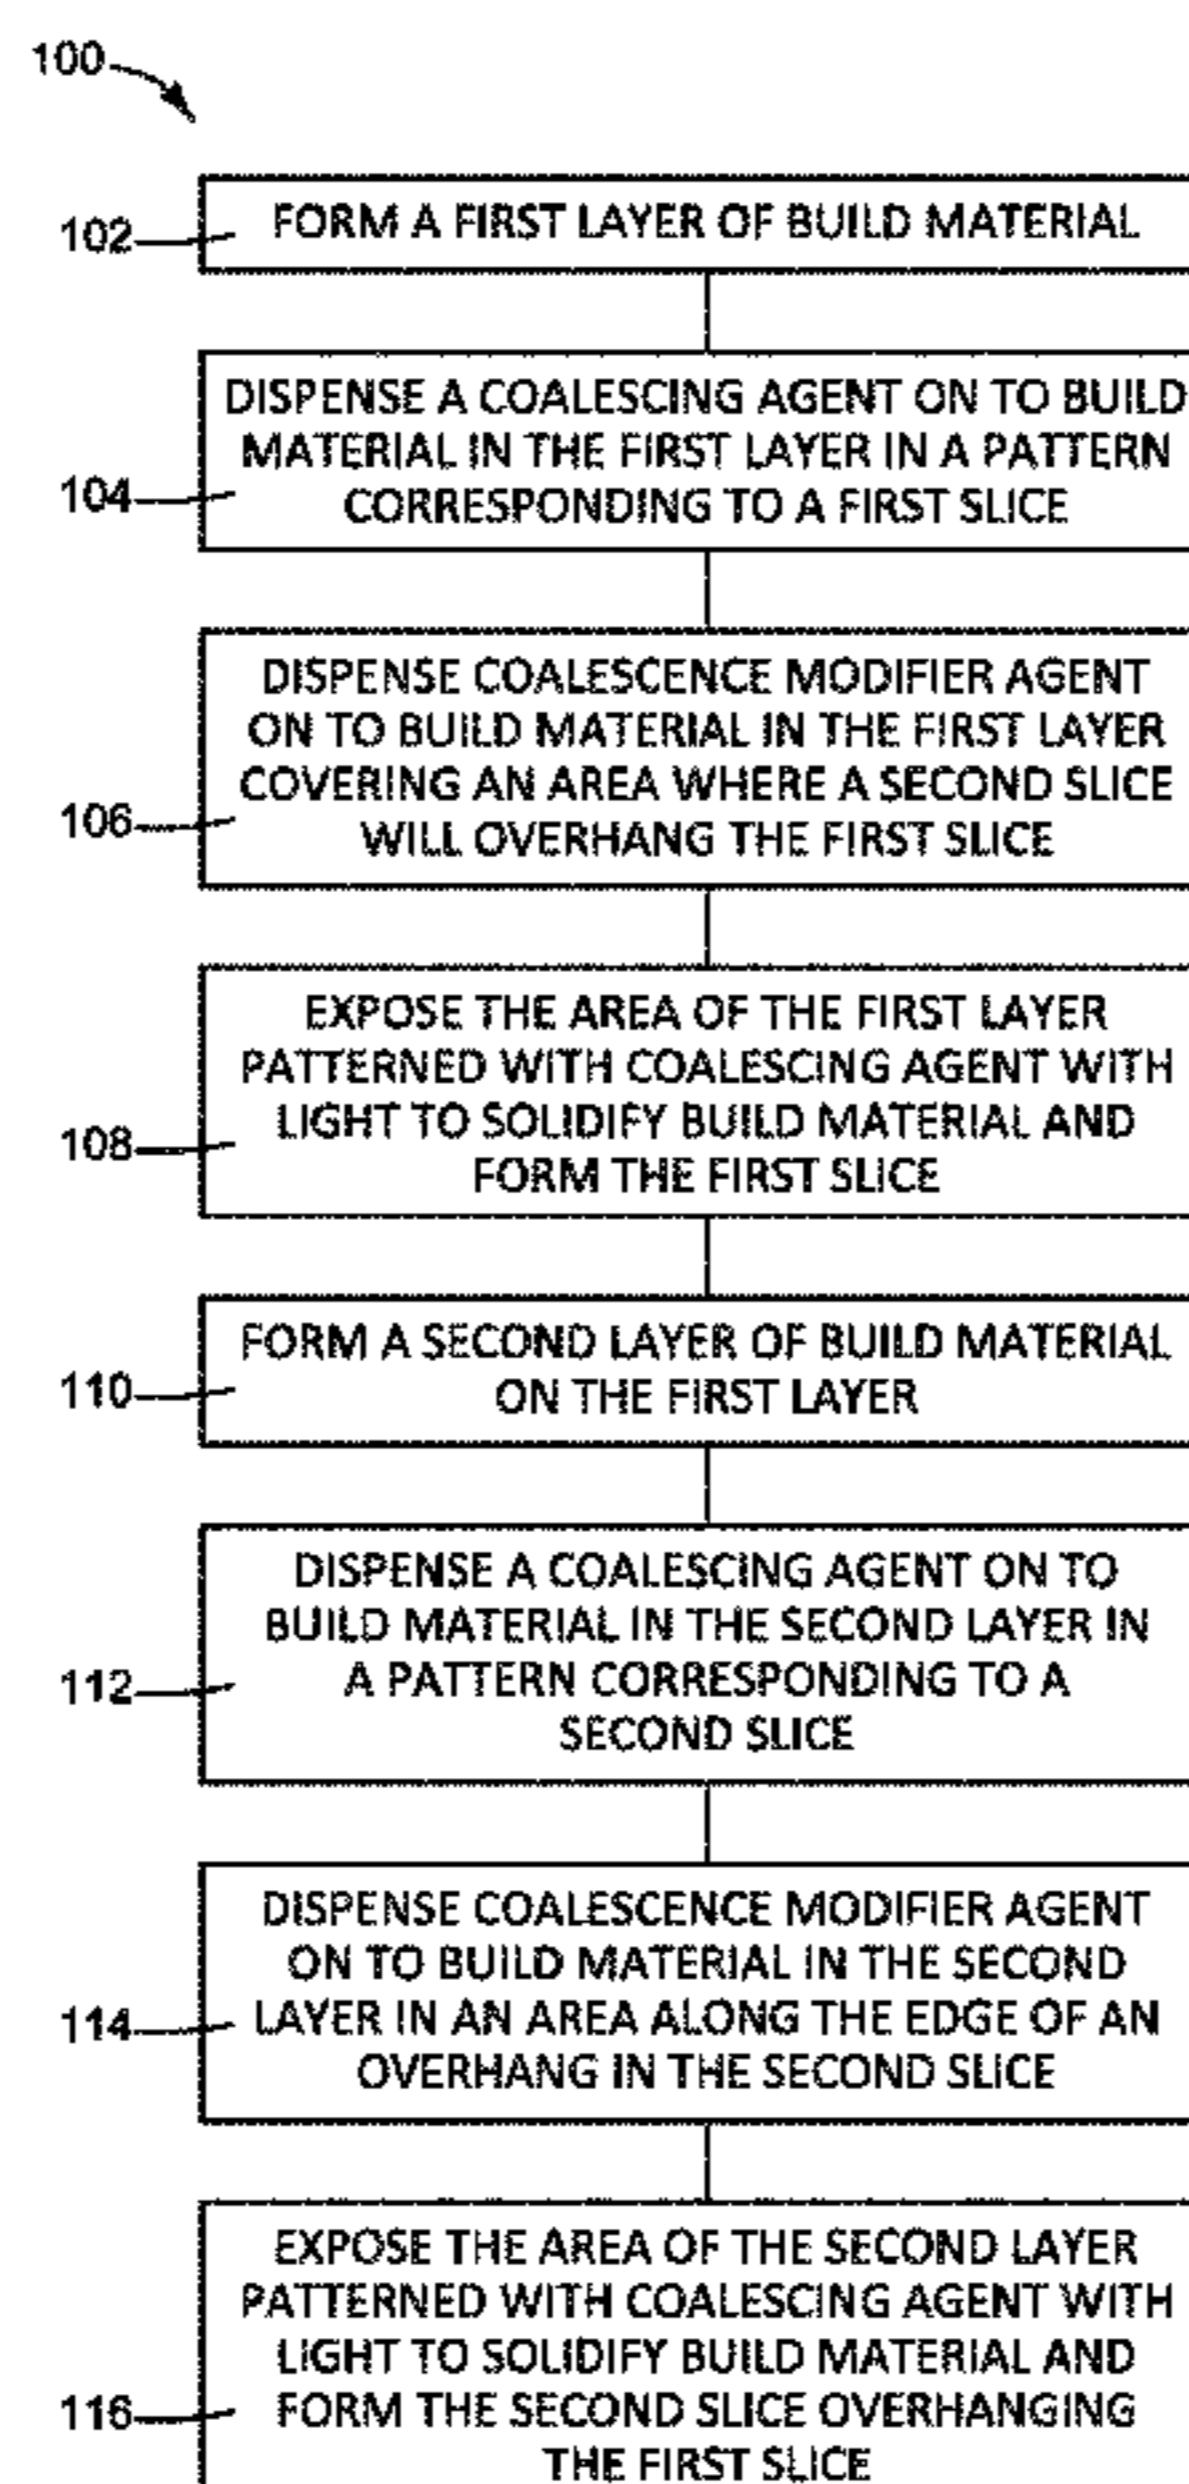 100
102
FORM A FIRST LAYER OF BUILD MATERIAL
DISPENSE A COALESCING AGENT ON TO BUILD
MATERIAL IN THE FIRST LAYER IN A PATTERN
104
CORRESPONDING TO A FIRST SLICE
DISPENSE COALESCENCE MODIFIER AGENT
ON TO BUILD MATERIAL IN THE FIRST LAYER
COVERING AN AREA WHERE A SECOND SLICE
106
WILL OVERHANG THE FIRST SLICE
EXPOSE THE AREA OF THE FIRST LAYER
PATTERNED WITH COALESCING AGENT WITH
LIGHT TO SOLIDIFY BUILD MATERIAL AND
108
FORM THE FIRST SLICE
FORM A SECOND LAYER OF BUILD MATERIAL
110
ON THE FIRST LAYER
DISPENSE A COALESCING AGENT ON TO
BUILD MATERIAL IN THE SECOND LAYER IN
112
A PATTERN CORRESPONDING TO A
SECOND SLICE
DISPENSE COALESCENCE MODIFIER AGENT
ON TO BUILD MATERIAL IN THE SECOND
114
LAYER IN AN AREA ALONG THE EDGE OF AN
OVERHANG IN THE SECOND SLICE
EXPOSE THE AREA OF THE SECOND LAYER
PATTERNED WITH COALESCING AGENT WITH
LIGHT TO SOLIDIFY BUILD MATERIAL AND
116
FORM THE SECOND SLICE OVERHANGING
THE FIRST SLICE